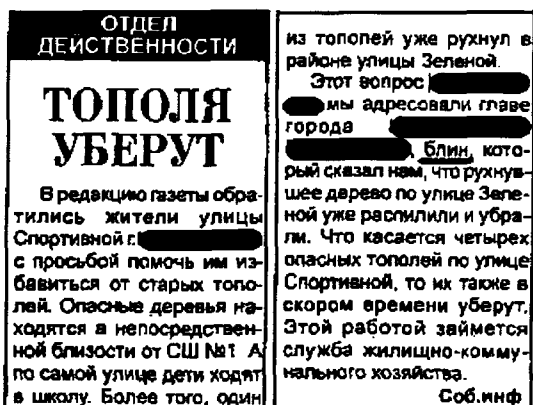 ОТДЕЛ
ДЕЙСТВЕННОСТИ
ТОПОЛЯ
УБЕРУТ
В редакцию газеты обра-
тились жители улицы
Спортивной г.
с просьбой помочь им из-
бавиться от старых топо-
лей. Опасные деревья на-
ходятся в непосредствен-
ной близости от СШ №1. А
по самой улице дети ходят
в школу. Более того, один
из тополей уже рухнул в
районе улицы Зеленой.
Этот вопрос
мы адресовали главе
города
, блин, кото-
рый сказал нам, что рухнув-
шее дерево по улице Зеле-
ной уже распилили и убра-
ли. Что касается четырех
опасных тополей по улице
Спортивной, то их также в
скором времени уберут.
Этой работой займется
служба жилищно-комму-
нального хозяйства.
Соб.инф